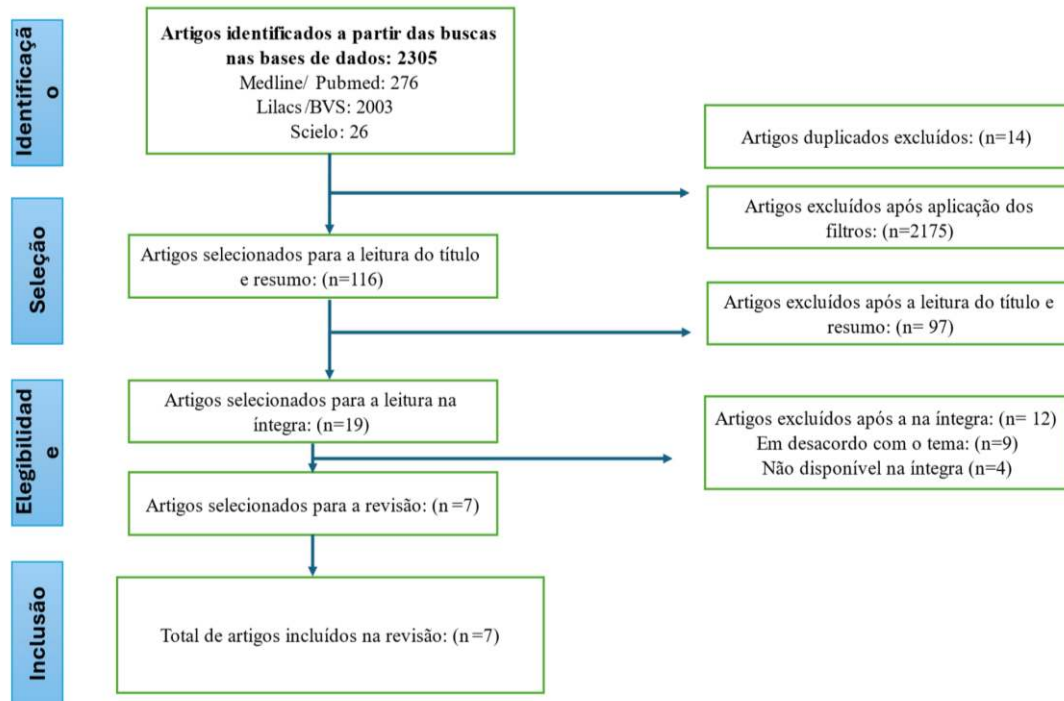 Identificaçã
o
Artigos identificados a partir das buscas
nas bases de dados: 2305
Medline/ Pubmed: 276
Lilacs/BVS: 2003
Scielo: 26
Artigos duplicados excluídos: (n=14)
Seleção
Artigos excluídos após aplicação dos
filtros: (n=2175)
Artigos selecionados para a leitura do título
e resumo: (n=116)
Artigos excluídos após a leitura do título e
resumo: (n= 97)
Elegibilidad
e
Artigos selecionados para a leitura na
íntegra: (n=19)
Artigos excluídos após a na íntegra: (n= 12)
Em desacordo com o tema: (n=9)
Não disponível na íntegra (n=4)
Artigos selecionados para a revisão: (n=7)
Inclusão
Total de artigos incluídos na revisão: (n=7)